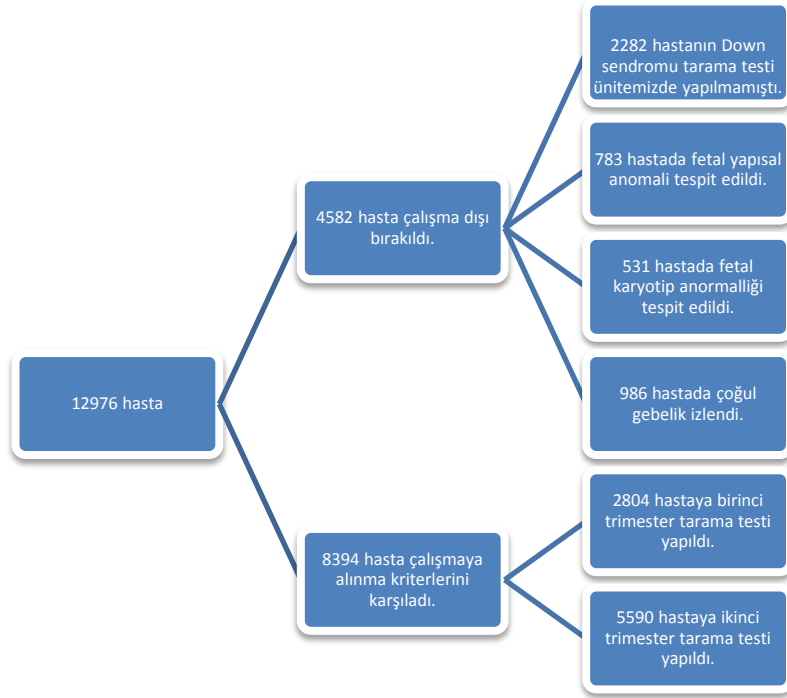 2282 hastanın Down
sendromu tarama testi
ünitemizde yapılmamıştı.
783 hastada fetal yapısal
anomali tespit edildi.
4582 hasta çalışma dışı
bırakıldı.
531 hastada fetal
karyotip anormalliği
tespit edildi.
12976 hasta
986 hastada çoğul
gebelik izlendi.
2804 hastaya birinci
trimester tarama testi
yapıldı.
8394 hasta çalışmaya
alınma kriterlerini
karşıladı.
5590 hastaya ikinci
trimester tarama testi
yapıldı.